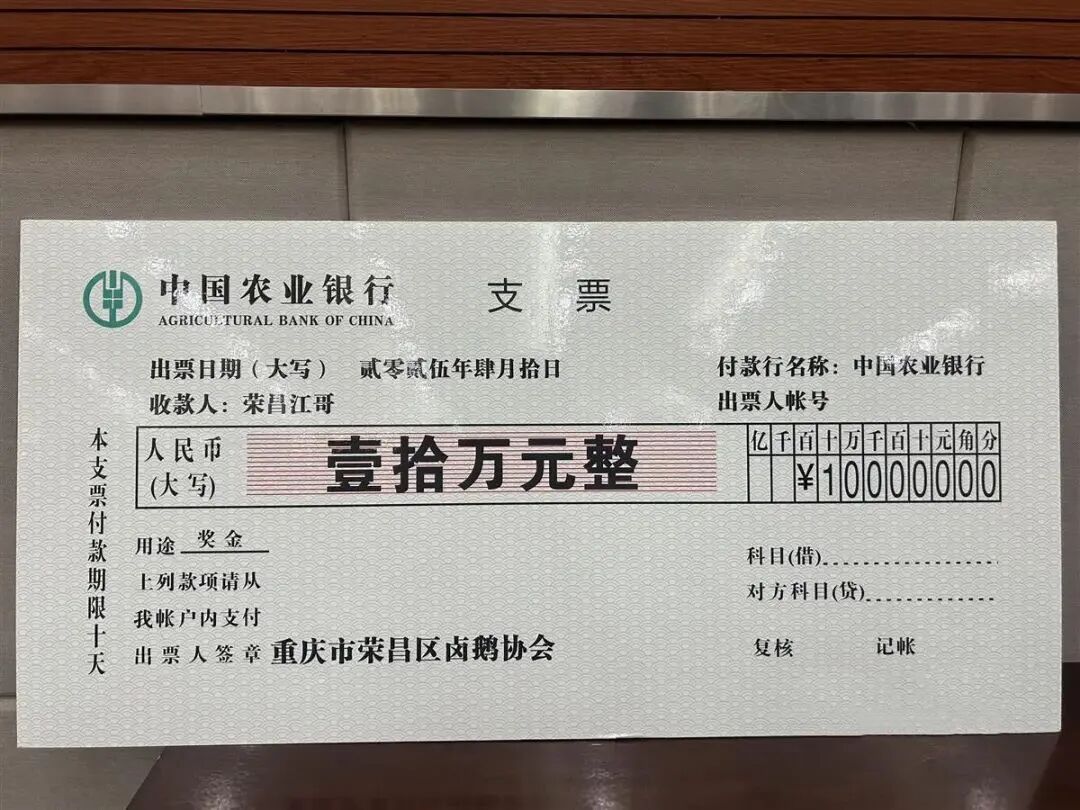 中国农业银行
AGRICULTURAL BANK OF CHINA
支票
出票日期（大写） 贰零贰伍年肆月拾日
付款行名称：中国农业银行
收款人：荣昌江哥
出票人帐号
本支票付款期限十天
人民币
(大写)
壹拾万元整
亿千百十万千百十元角分
¥10000000
用途 奖金
上列款项请从
我帐户内支付
出票人签章 重庆市荣昌区卤鹅协会
科目(借)
对方科目(贷)
复核 记帐